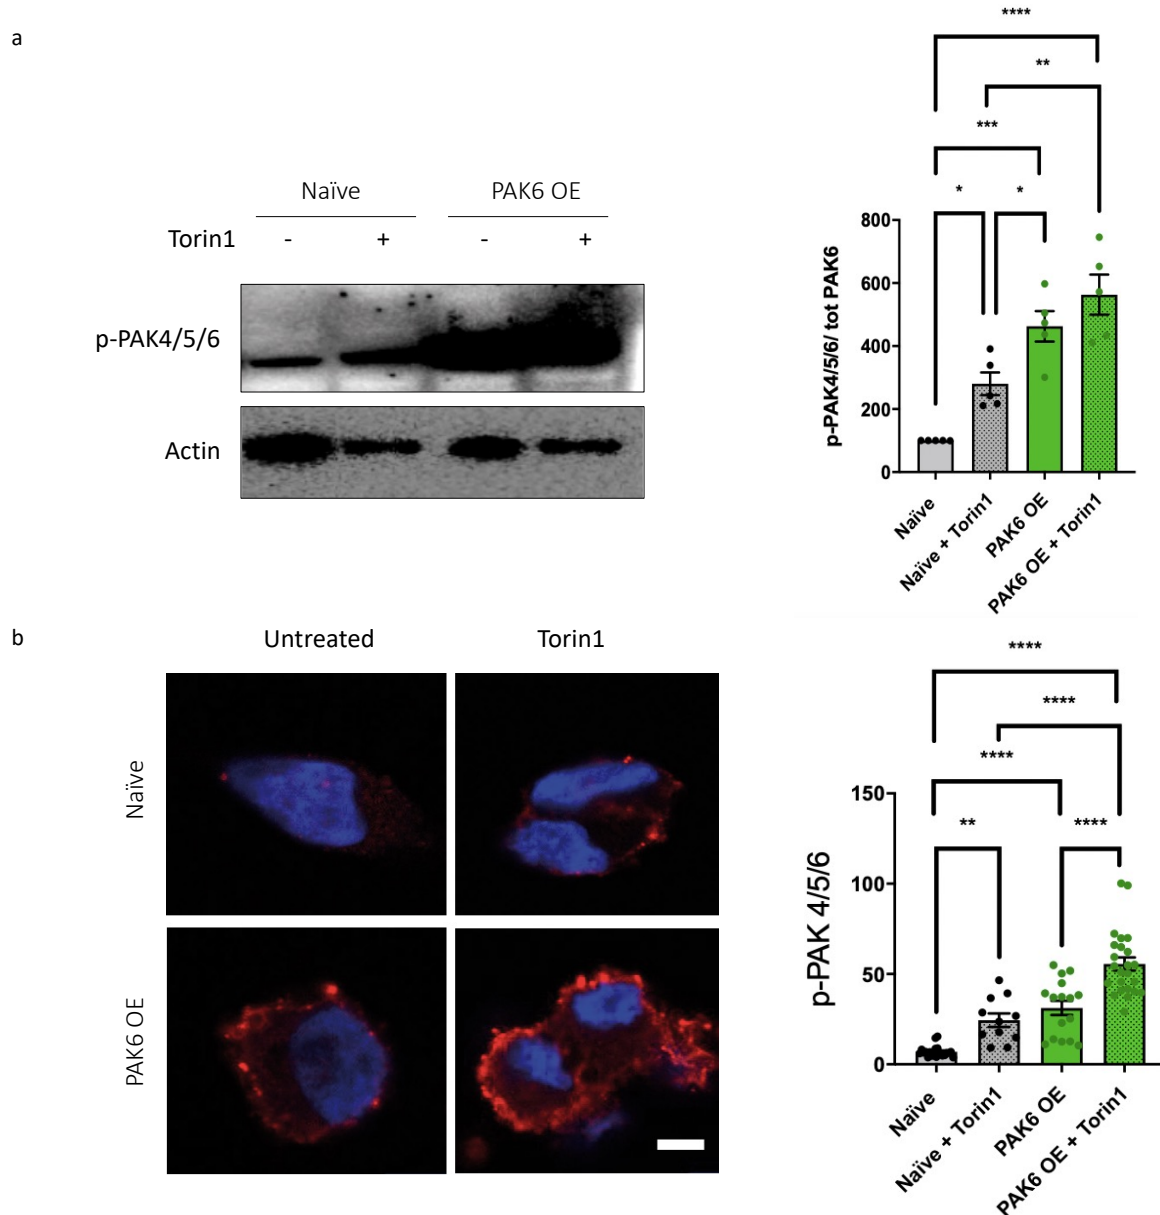 a
Naïve PAK6 OE
Torin1 - + - +
p-PAK4/5/6
Actin
****
**
***
* *
p-PAK4/5/6/ tot PAK6
800
600
400
200
0
Naïve
Naïve + Torin1
PAK6 OE
PAK6 OE + Torin1
b
Untreated Torin1
Naïve
PAK6 OE
****
****
****
** ****
p-PAK 4/5/6
150
100
50
0
Naïve
Naïve + Torin1
PAK6 OE
PAK6 OE + Torin1